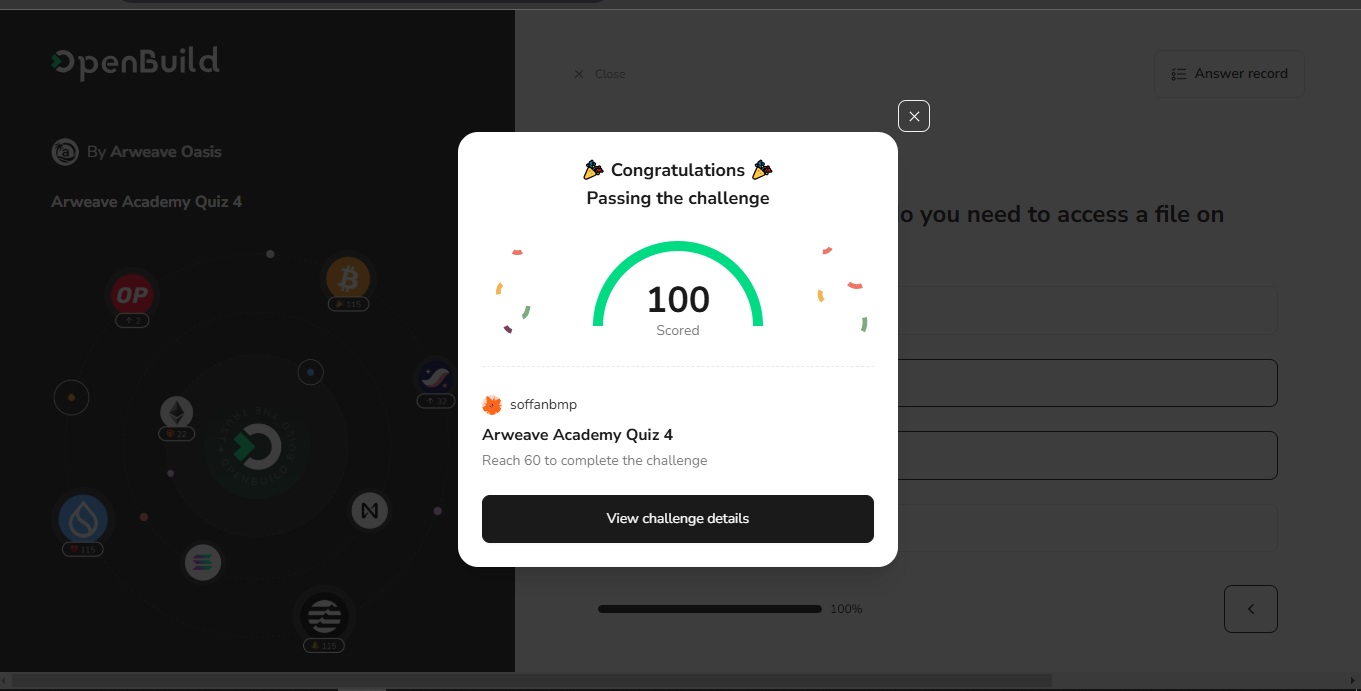 OpenBuild
By Arweave Oasis
Arweave Academy Quiz 4
OP
2
115
32
22
115
115
OPENBUILD
Close
Answer record
o you need to access a file on
🎉 Congratulations 🎉
Passing the challenge
100
Scored
soffanbmp
Arweave Academy Quiz 4
Reach 60 to complete the challenge
View challenge details
100%